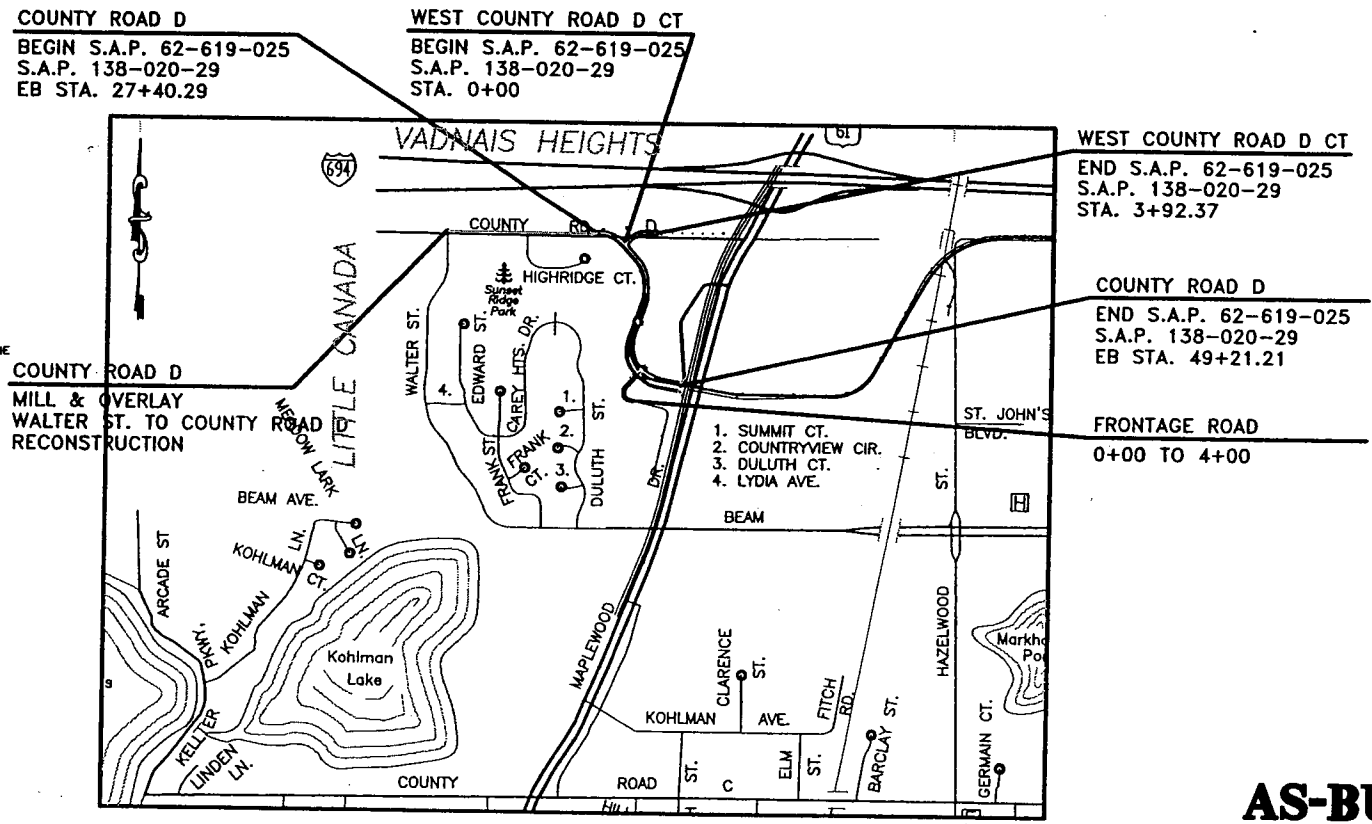 COUNTY ROAD D
BEGIN S.A.P. 62-619-025
S.A.P. 138-020-29
EB STA. 27+40.29
WEST COUNTY ROAD D CT
BEGIN S.A.P. 62-619-025
S.A.P. 138-020-29
STA. 0+00
WEST COUNTY ROAD D CT
END S.A.P. 62-619-025
S.A.P. 138-020-29
STA. 3+92.37
COUNTY ROAD D
END S.A.P. 62-619-025
S.A.P. 138-020-29
EB STA. 49+21.21
FRONTAGE ROAD
0+00 TO 4+00
COUNTY ROAD D
MILL & OVERLAY
WALTER ST. TO COUNTY ROAD D
RECONSTRUCTION
VADNAIS HEIGHTS
694
61
COUNTY RD. D
HIGHRIDGE CT.
Sunset
Ridge
Park
LITTLE CANADA
WALTER ST.
EDWARD ST.
CAREY HTS. DR.
4.
1.
2.
3.
FRANK ST.
FRANK
CT.
DULUTH ST.
1. SUMMIT CT.
2. COUNTRYVIEW CIR.
3. DULUTH CT.
4. LYDIA AVE.
ST. JOHN'S
BLVD.
MEADOW LARK LN.
BEAM AVE.
BEAM
H
ARCADE ST
KOHLMAN LN.
KOHLMAN CT.
Kohlman
Lake
KELLER PKWY.
LINDEN
LN.
MAPLEWOOD DR.
CLARENCE ST.
KOHLMAN AVE.
FITCH RD.
HAZELWOOD ST.
BARCLAY ST.
GERMAIN CT.
ELM ST.
ST.
COUNTY ROAD C
AS-BU